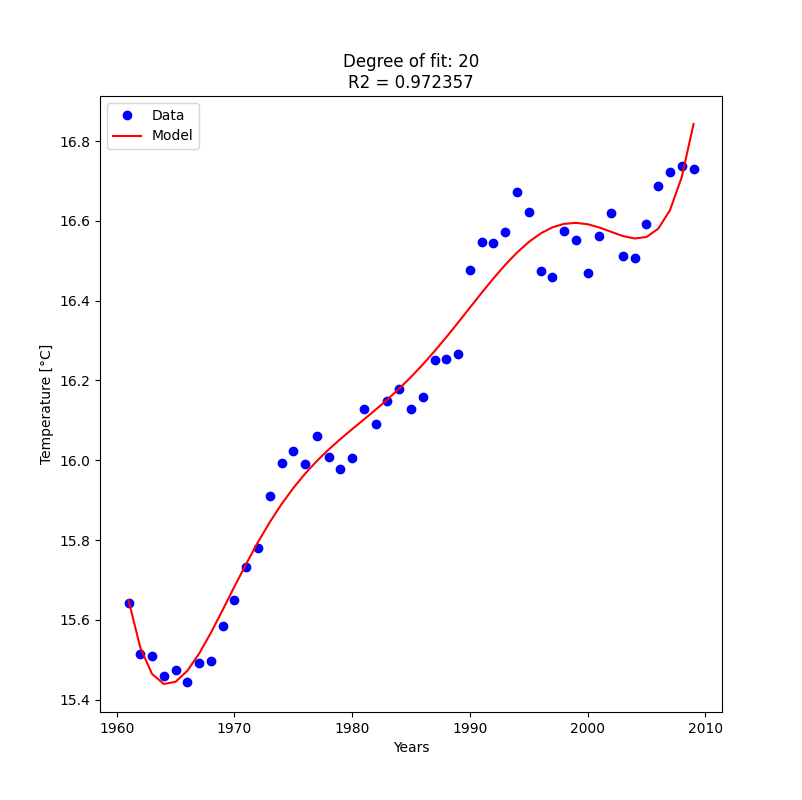 Degree of fit: 20
R2 = 0.972357
Data
Model
16.8
16.6
16.4
16.2
16.0
15.8
15.6
15.4
Temperature [°C]
1960 1970 1980 1990 2000 2010
Years